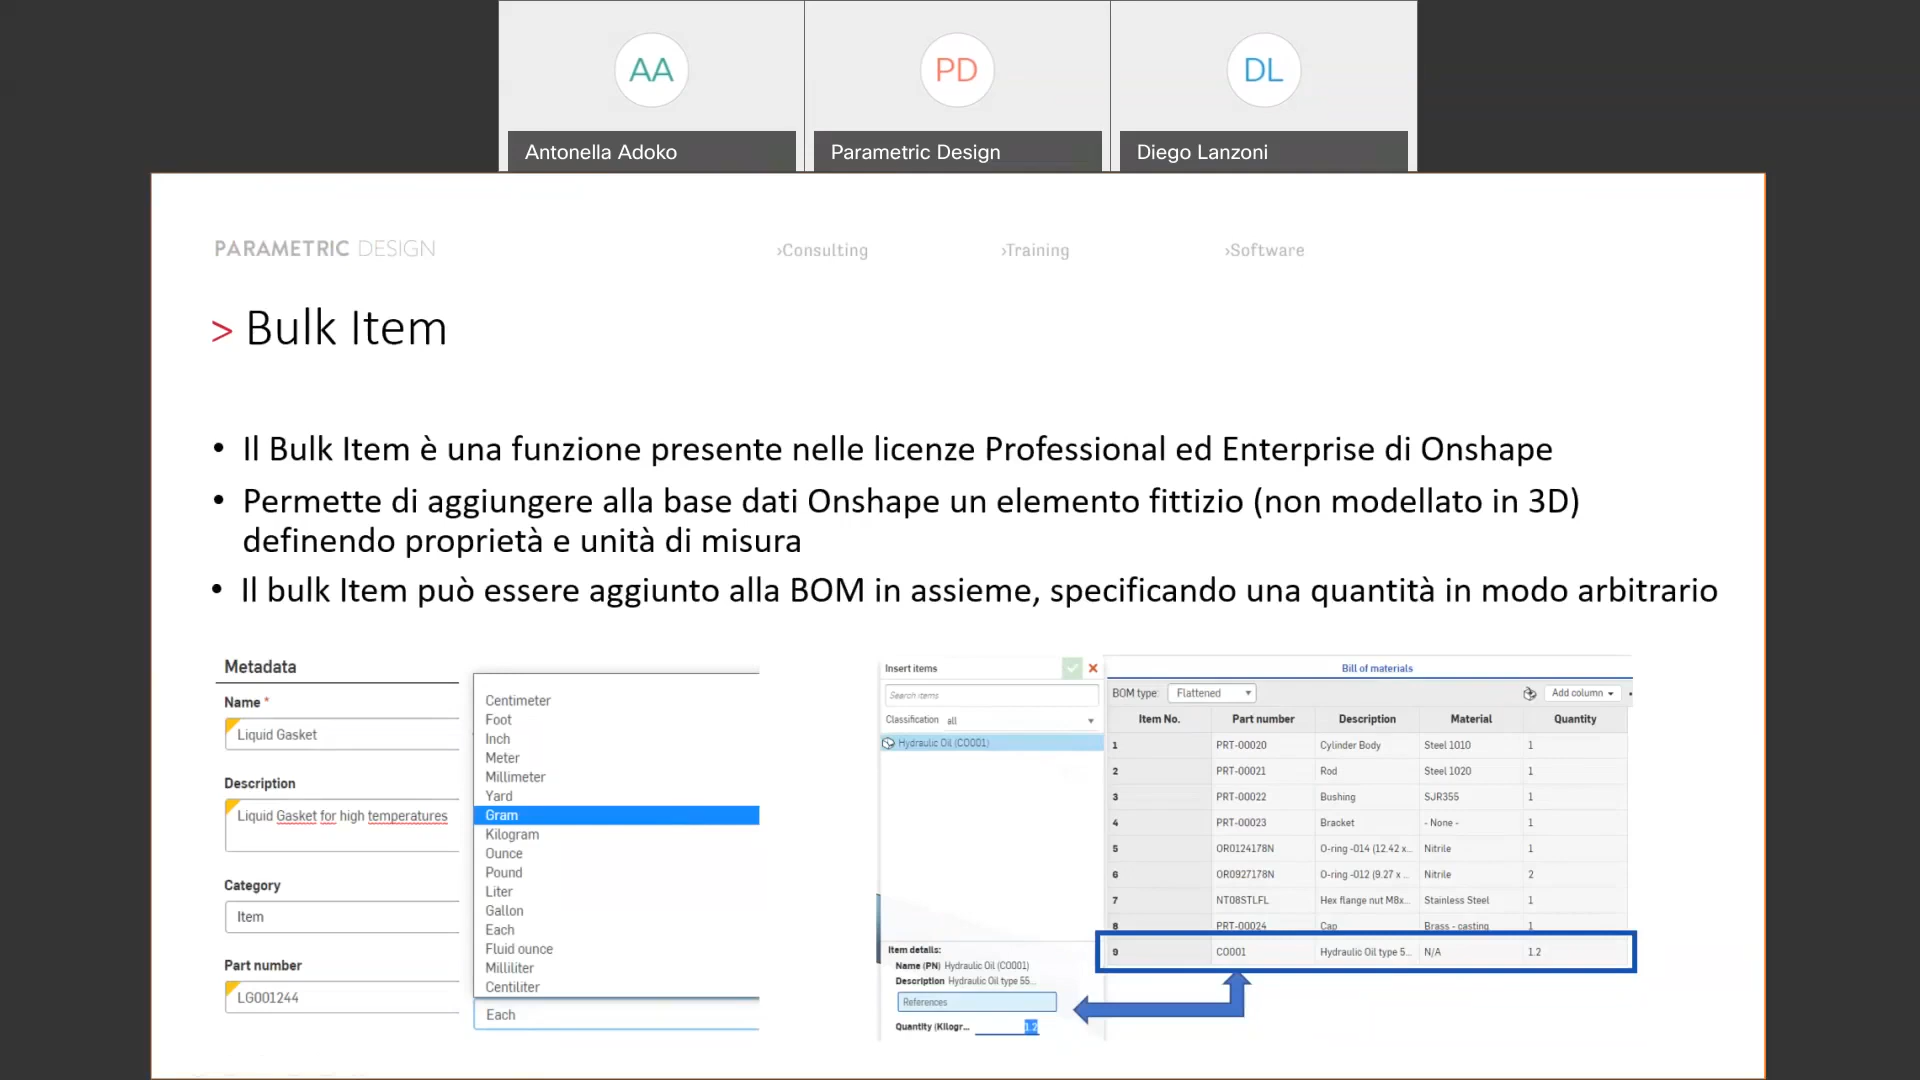 AA
PD
DL
Antonella Adoko
Parametric Design
Diego Lanzoni
PARAMETRIC DESIGN
›Consulting
›Training
›Software
> Bulk Item
• Il Bulk Item è una funzione presente nelle licenze Professional ed Enterprise di Onshape
• Permette di aggiungere alla base dati Onshape un elemento fittizio (non modellato in 3D)
definendo proprietà e unità di misura
• Il bulk Item può essere aggiunto alla BOM in assieme, specificando una quantità in modo arbitrario
Metadata
Name *
Liquid Gasket
Description
Liquid Gasket for high temperatures
Category
Item
Part number
LG001244
Centimeter
Foot
Inch
Meter
Millimeter
Yard
Gram
Kilogram
Ounce
Pound
Liter
Gallon
Each
Fluid ounce
Milliliter
Centiliter
Each
Insert items
Search items
Classification all
Hydraulic Oil (CO001)
Item details:
Name (PN) Hydraulic Oil (CO001)
Description Hydraulic Oil type 55...
References
Quantity (Kilogr... 1.2
Bill of materials
BOM type: Flattened Add column
Item No. Part number Description Material Quantity
1 PRT-00020 Cylinder Body Steel 1010 1
2 PRT-00021 Rod Steel 1020 1
3 PRT-00022 Bushing SJR355 1
4 PRT-00023 Bracket - None - 1
5 OR0124178N O-ring -014 (12.42 x... Nitrile 1
6 OR0927178N O-ring -012 (9.27 x ... Nitrile 2
7 NT08STLFL Hex flange nut M8x... Stainless Steel 1
8 PRT-00024 Cap Brass - casting 1
9 CO001 Hydraulic Oil type 5... N/A 1.2